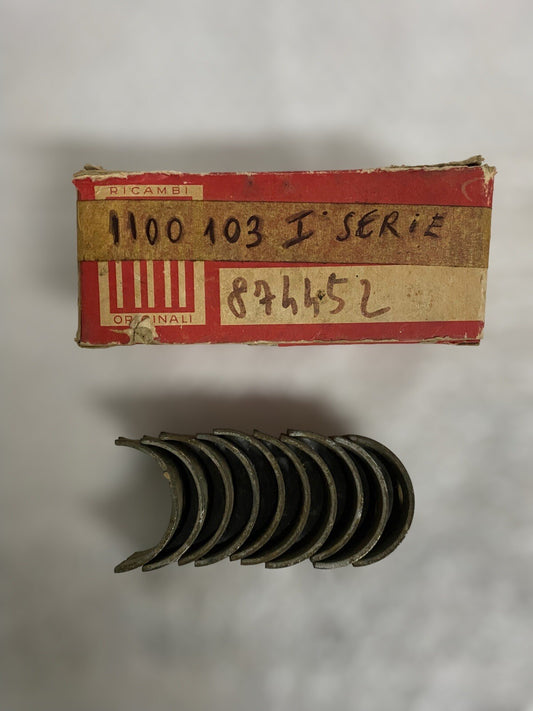 RICAMBI
1100 103 I° SERIE
874452
ORIGINALI